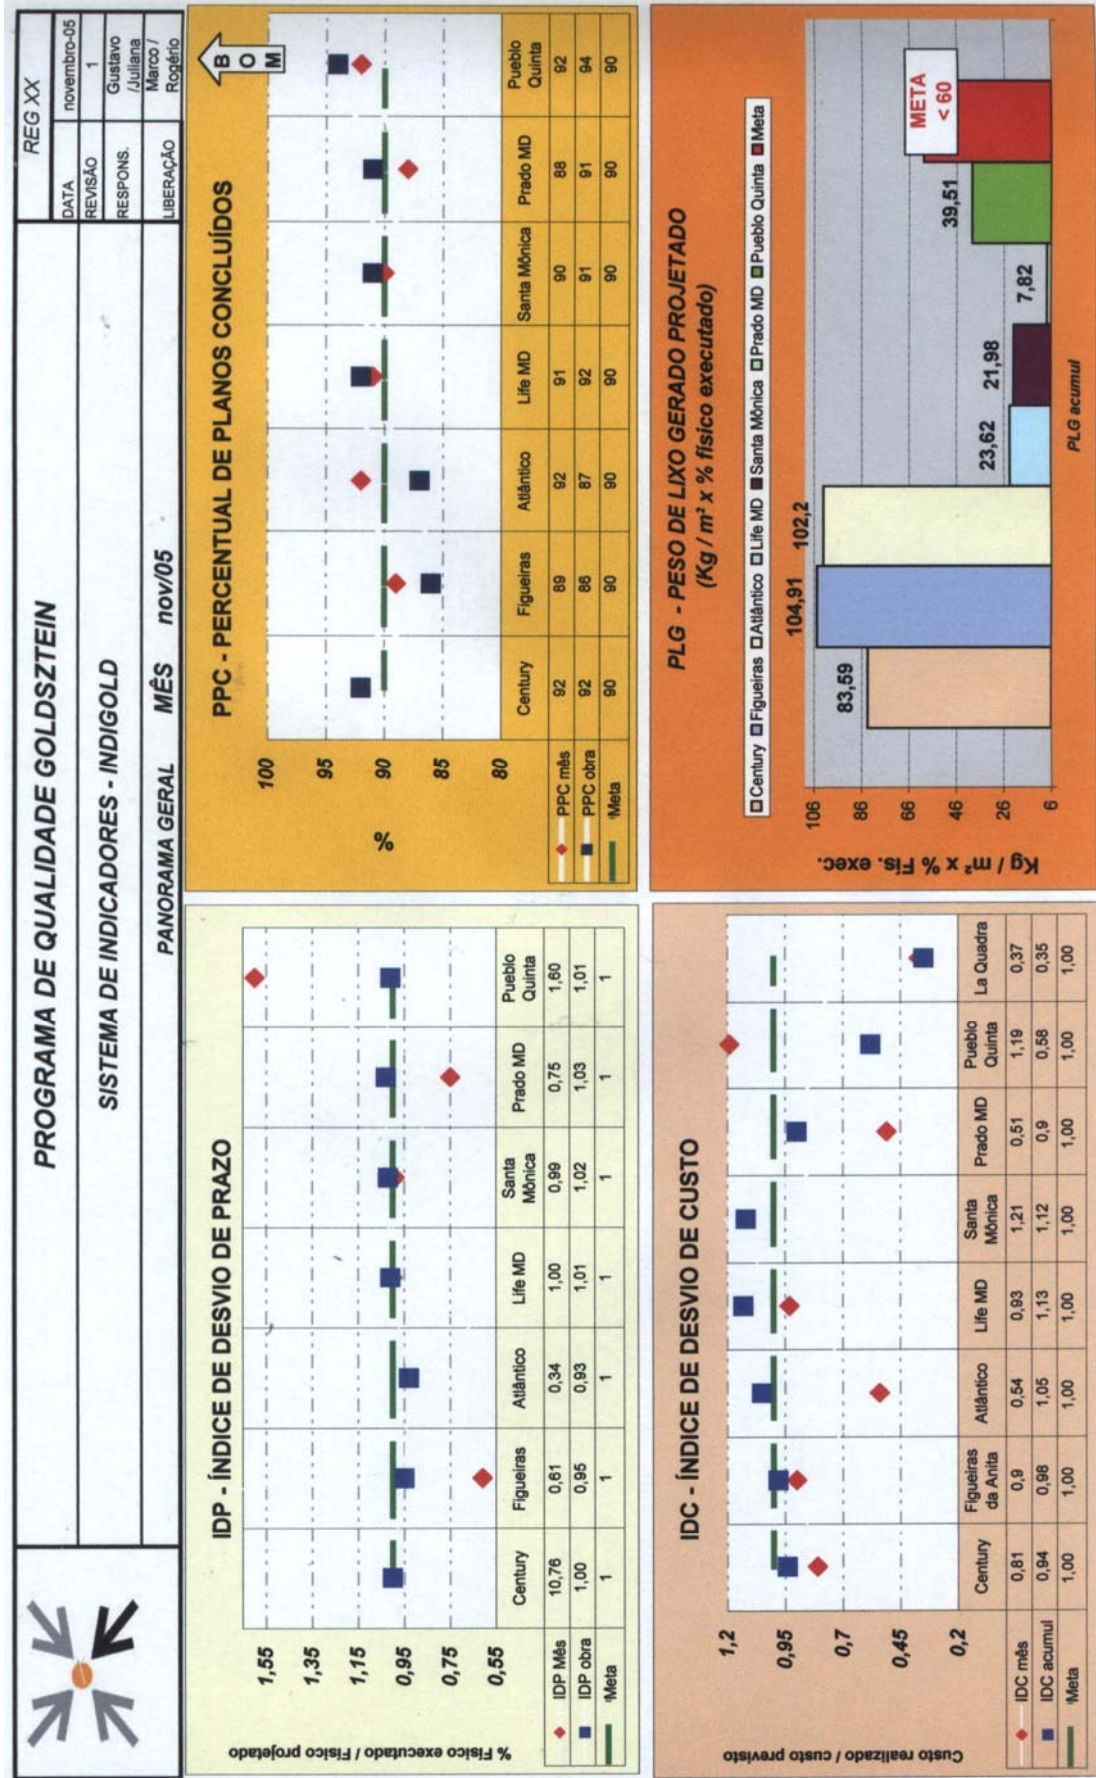 PROGRAMA DE QUALIDADE GOLDSZTEIN
SISTEMA DE INDICADORES - INDIGOLD
PANORAMA GERAL MÊS nov/05
REG XX
DATA novembro-05
REVISÃO 1
RESPONS. Gustavo /Juliana
LIBERAÇÃO Marco / Rogério
IDP - ÍNDICE DE DESVIO DE PRAZO
% Físico executado / Físico projetado
1,55
1,35
1,15
0,95
0,75
0,55
Century Figueiras Atlântico Life MD Santa Mônica Prado MD Pueblo Quinta
IDP Mês 10,76 0,61 0,34 1,00 0,99 0,75 1,60
IDP obra 1,00 0,95 0,93 1,01 1,02 1,03 1,01
'Meta 1 1 1 1 1 1 1
PPC - PERCENTUAL DE PLANOS CONCLUÍDOS
BOM
%
100
95
90
85
80
Century Figueiras Atlântico Life MD Santa Mônica Prado MD Pueblo Quinta
PPC mês 92 89 92 91 90 88 92
PPC obra 92 86 87 92 91 91 94
'Meta 90 90 90 90 90 90 90
IDC - ÍNDICE DE DESVIO DE CUSTO
Custo realizado / custo previsto
1,2
0,95
0,7
0,45
0,2
Century Figueiras da Anita Atlântico Life MD Santa Mônica Prado MD Pueblo Quinta La Quadra
IDC mês 0,81 0,9 0,54 0,93 1,21 0,51 1,19 0,37
IDC acumul 0,94 0,98 1,05 1,13 1,12 0,9 0,58 0,35
'Meta 1,00 1,00 1,00 1,00 1,00 1,00 1,00 1,00
PLG - PESO DE LIXO GERADO PROJETADO
(Kg / m² x % físico executado)
Century Figueiras Atlântico Life MD Santa Mônica Prado MD Pueblo Quinta Meta
Kg / m² x % Fís. exec.
106
86
66
46
26
6
83,59
104,91
102,2
23,62
21,98
7,82
39,51
META
< 60
PLG acumul